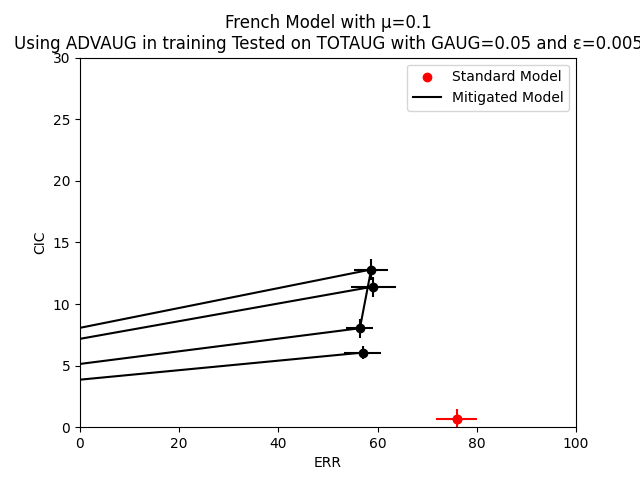 French Model with μ=0.1
Using ADVAUG in training Tested on TOTAUG with GAUG=0.05 and ε=0.005
30
25
20
15
10
5
0
CIC
Standard Model
Mitigated Model
0 20 40 60 80 100
ERR